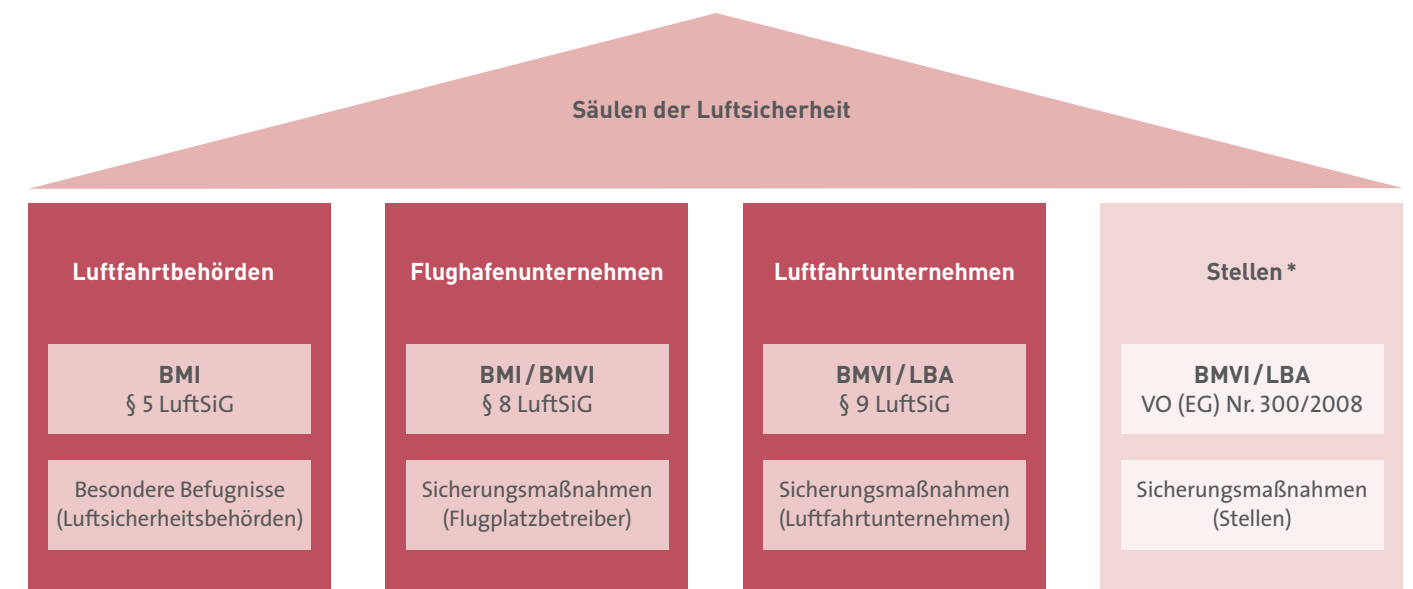 Säulen der Luftsicherheit
Luftfahrtbehörden
BMI
§ 5 LuftSiG
Besondere Befugnisse
(Luftsicherheitsbehörden)
Flughafenunternehmen
BMI / BMVI
§ 8 LuftSiG
Sicherungsmaßnahmen
(Flugplatzbetreiber)
Luftfahrtunternehmen
BMVI / LBA
§ 9 LuftSiG
Sicherungsmaßnahmen
(Luftfahrtunternehmen)
Stellen *
BMVI / LBA
VO (EG) Nr. 300/2008
Sicherungsmaßnahmen
(Stellen)